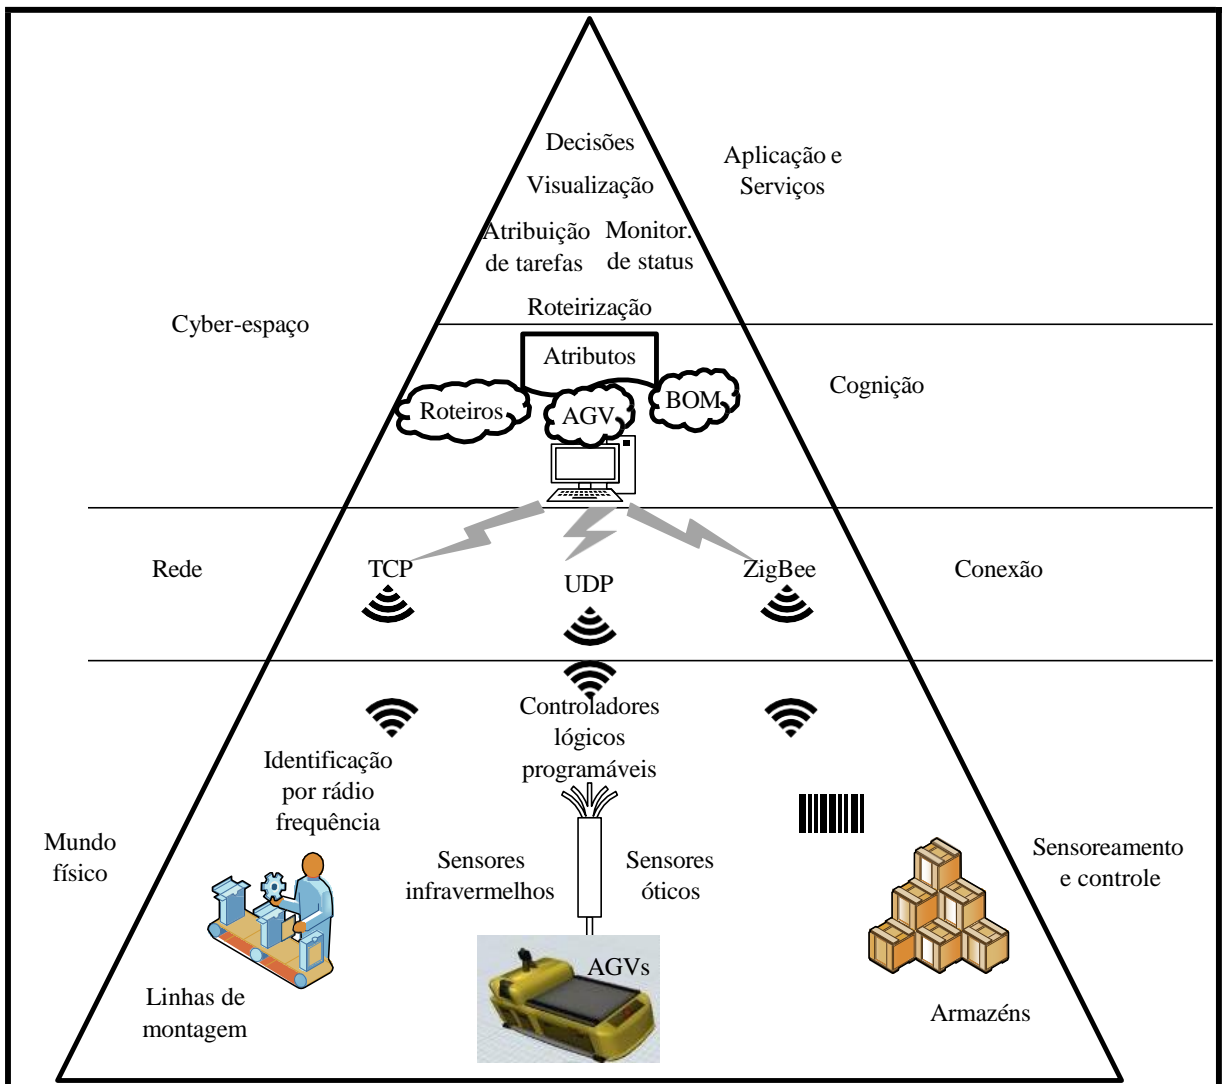 Decisões
Visualização
Atribuição
de tarefas
Monitor.
de status
Roteirização
Aplicação e
Serviços
Cyber-espaço
Atributos
Roteiros
AGV
BOM
Cognição
Rede
TCP
UDP
ZigBee
Conexão
Controladores
lógicos
programáveis
Identificação
por rádio
frequência
Mundo
físico
Sensores
infravermelhos
Sensores
óticos
Sensoreamento
e controle
AGVs
Linhas de
montagem
Armazéns